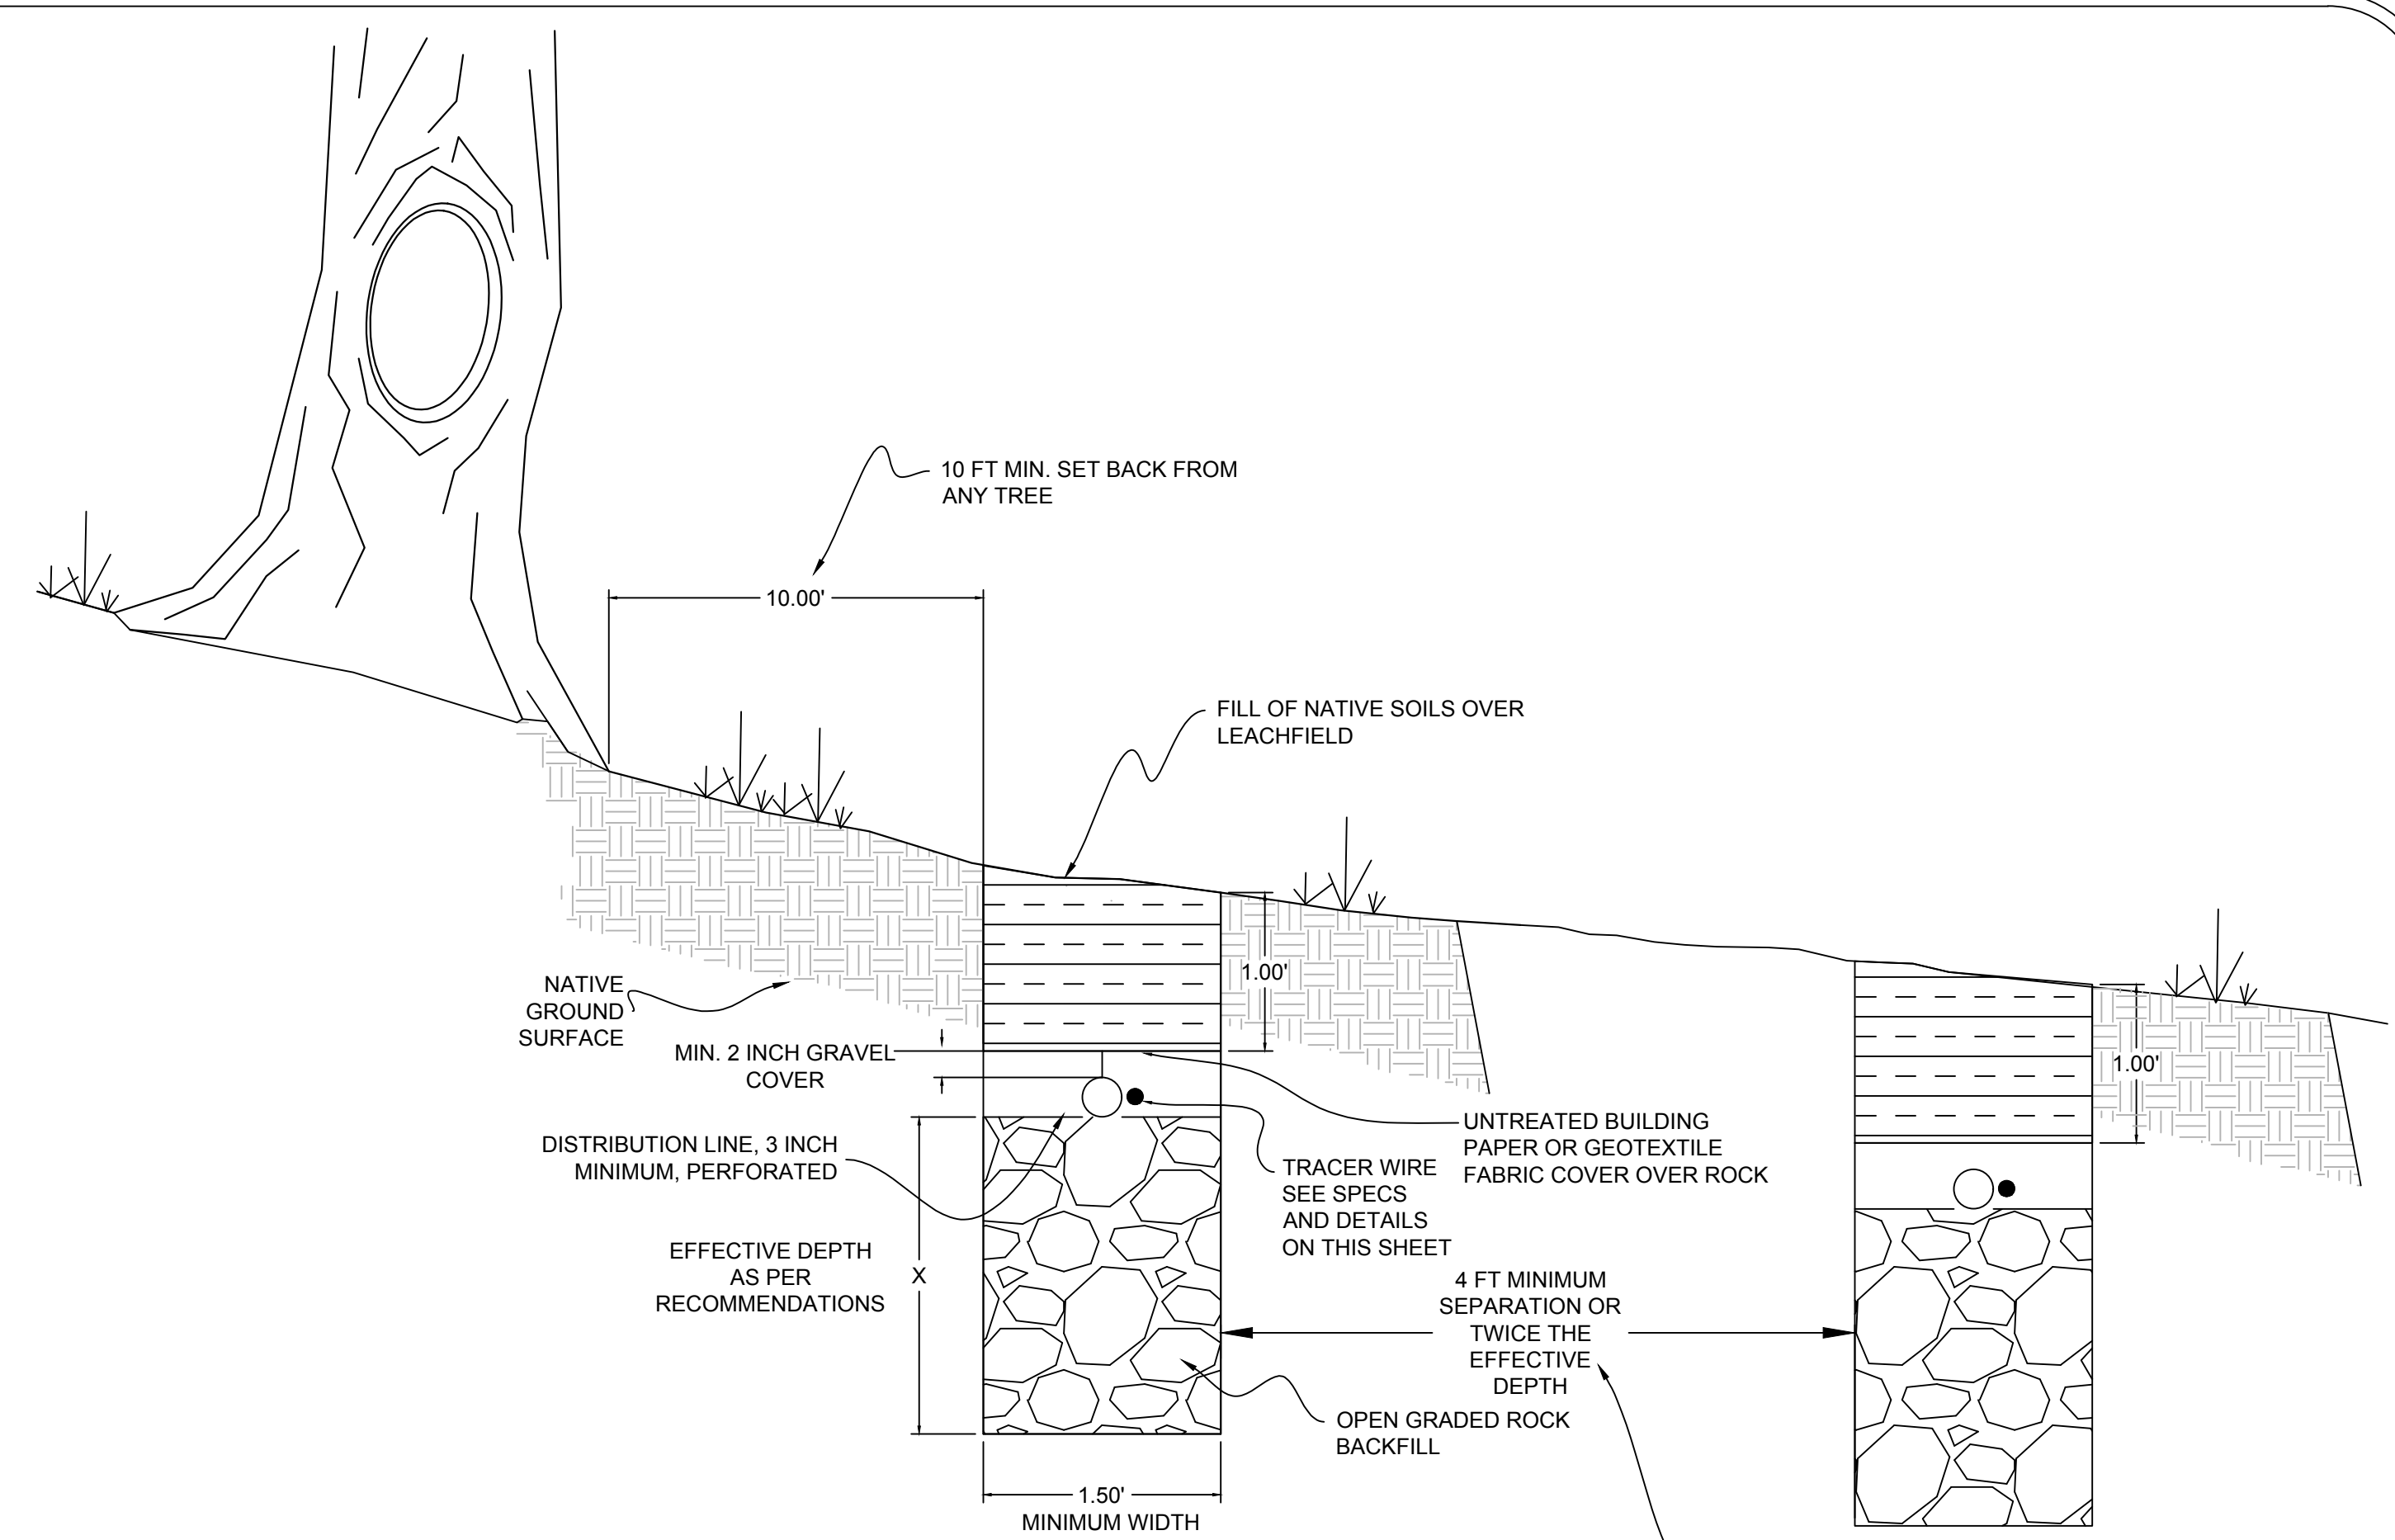 10 FT MIN. SET BACK FROM
ANY TREE
10.00'
FILL OF NATIVE SOILS OVER
LEACHFIELD
1.00'
NATIVE
GROUND
SURFACE
MIN. 2 INCH GRAVEL
COVER
1.00'
DISTRIBUTION LINE, 3 INCH
MINIMUM, PERFORATED
UNTREATED BUILDING
PAPER OR GEOTEXTILE
FABRIC COVER OVER ROCK
TRACER WIRE
SEE SPECS
AND DETAILS
ON THIS SHEET
EFFECTIVE DEPTH
AS PER
RECOMMENDATIONS
X
4 FT MINIMUM
SEPARATION OR
TWICE THE
EFFECTIVE
DEPTH
OPEN GRADED ROCK
BACKFILL
1.50'
MINIMUM WIDTH